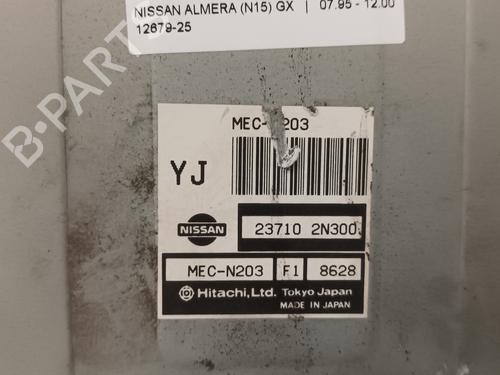 NISSAN ALMERA (N15) GX | 07.95 - 12.00
12679-25
MEC-N203
YJ
NISSAN
23710 2N300
MEC-N203 F1 8628
Hitachi, Ltd. Tokyo Japan
MADE IN JAPAN
B-PARTS